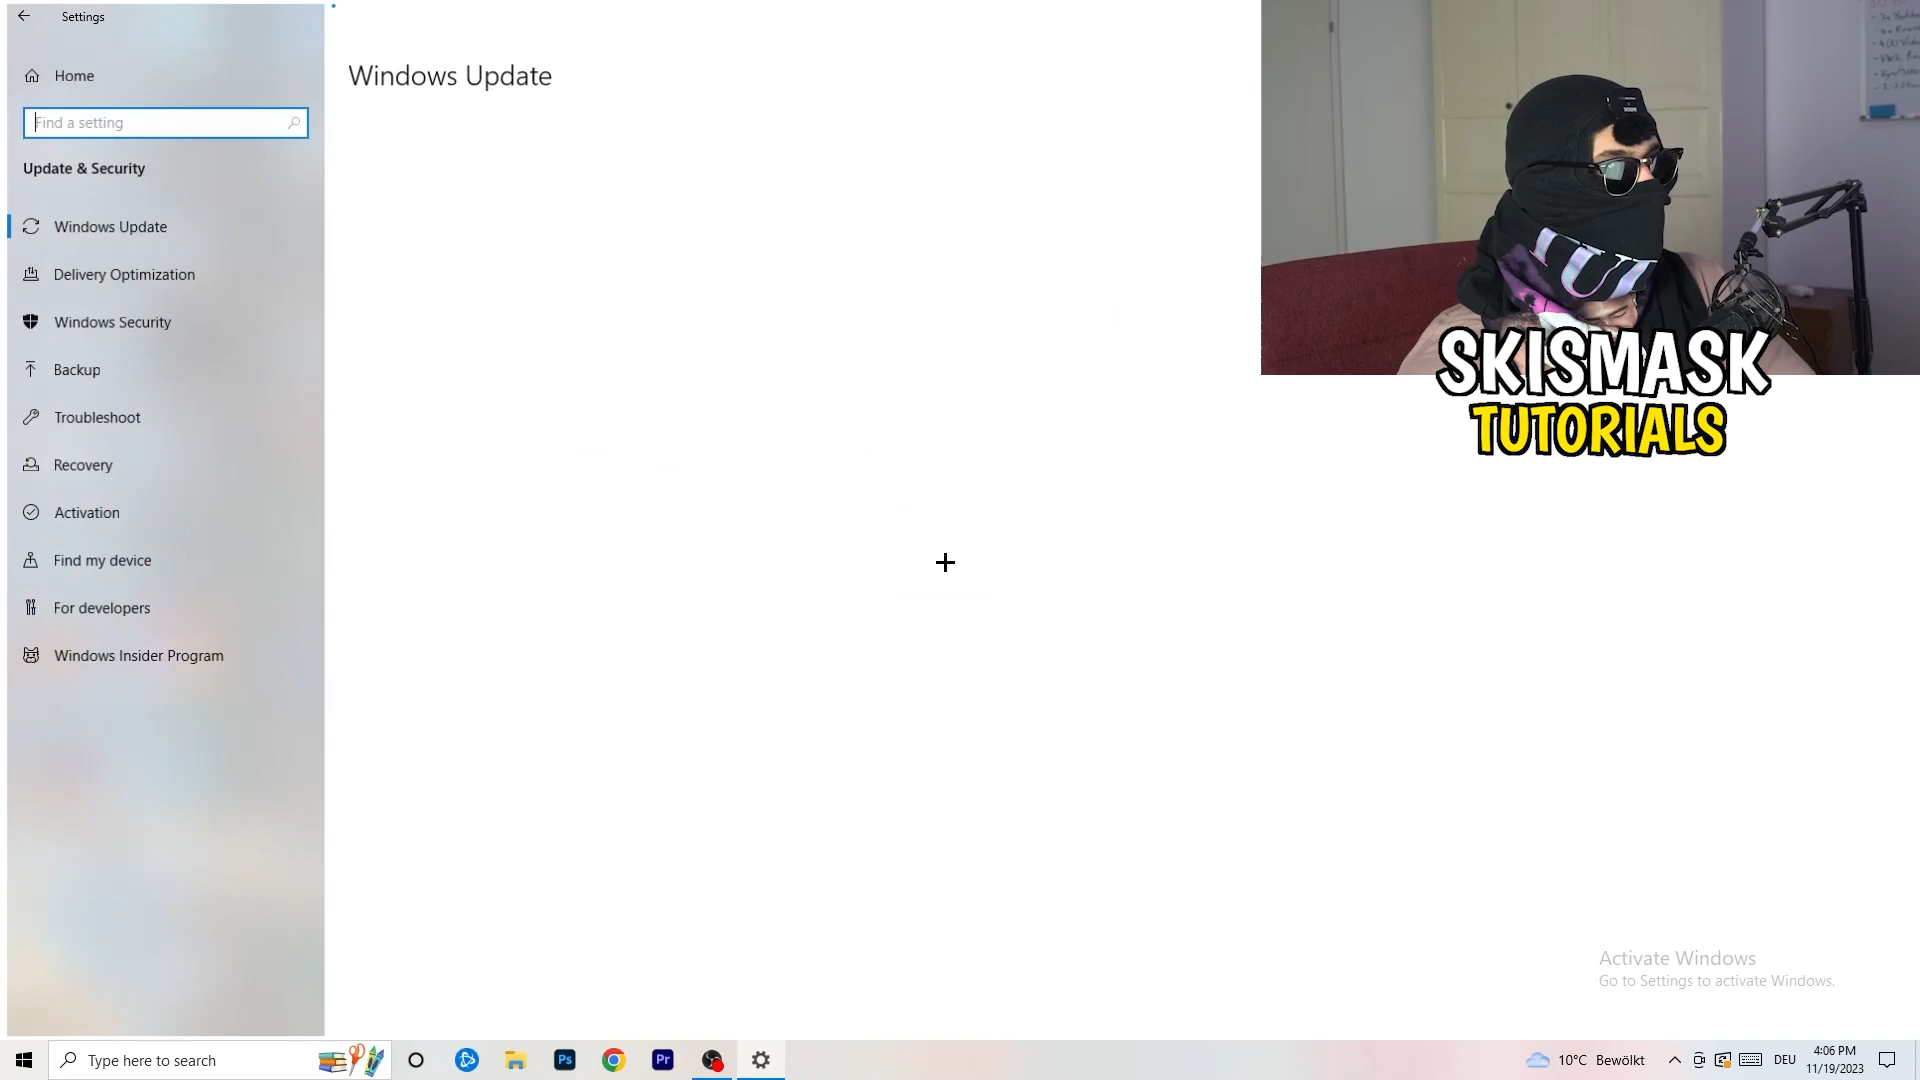 Settings
Home
Find a setting
Update & Security
Windows Update
Delivery Optimization
Windows Security
Backup
Troubleshoot
Recovery
Activation
Find my device
For developers
Windows Insider Program
Windows Update
SKISMASK
TUTORIALS
Activate Windows
Go to Settings to activate Windows.
Type here to search
Ps
Pr
10°C Bewölkt
DEU
4:06 PM
11/19/2023